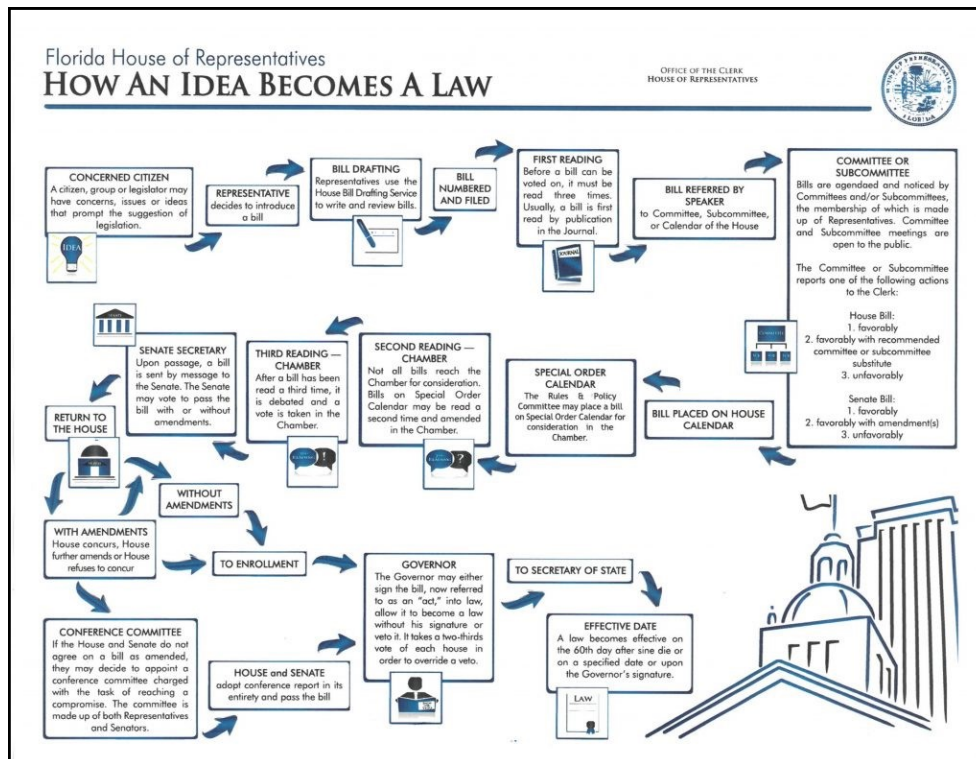 Florida House of Representatives
HOW AN IDEA BECOMES A LAW
OFFICE OF THE CLERK
HOUSE OF REPRESENTATIVES
CONCERNED CITIZEN
A citizen, group or legislator may
have concerns, issues or ideas
that prompt the suggestion of
legislation.
IDEA
REPRESENTATIVE
decides to introduce
a bill
BILL DRAFTING
Representatives use the
House Bill Drafting Service
to write and review bills.
BILL
NUMBERED
AND FILED
FIRST READING
Before a bill can be
voted on, it must be
read three times.
Usually, a bill is first
read by publication
in the Journal.
JOURNAL
BILL REFERRED BY
SPEAKER
to Committee, Subcommittee,
or Calendar of the House
COMMITTEE OR
SUBCOMMITTEE
Bills are agendaed and noticed by
Committees and/or Subcommittees,
the membership of which is made
up of Representatives. Committee
and Subcommittee meetings are
open to the public.
The Committee or Subcommittee
reports one of the following actions
to the Clerk:
House Bill:
1. favorably
2. favorably with recommended
committee or subcommittee
substitute
3. unfavorably
Senate Bill:
1. favorably
2. favorably with amendment(s)
3. unfavorably
BILL PLACED ON HOUSE
CALENDAR
SPECIAL ORDER
CALENDAR
The Rules & Policy
Committee may place a bill
on Special Order Calendar for
consideration in the
Chamber.
SECOND READING —
CHAMBER
Not all bills reach the
Chamber for consideration.
Bills on Special Order
Calendar may be read a
second time and amended
in the Chamber.
?
THIRD READING —
CHAMBER
After a bill has been
read a third time, it
is debated and a
vote is taken in the
Chamber.
!
SENATE SECRETARY
Upon passage, a bill
is sent by message to
the Senate. The Senate
may vote to pass the
bill with or without
amendments.
RETURN TO
THE HOUSE
WITHOUT
AMENDMENTS
WITH AMENDMENTS
House concurs, House
further amends or House
refuses to concur
TO ENROLLMENT
CONFERENCE COMMITTEE
If the House and Senate do not
agree on a bill as amended,
they may decide to appoint a
conference committee charged
with the task of reaching a
compromise. The committee is
made up of both Representatives
and Senators.
HOUSE and SENATE
adopt conference report in its
entirety and pass the bill
GOVERNOR
The Governor may either
sign the bill, now referred
to as an "act," into law,
allow it to become a law
without his signature or
veto it. It takes a two-thirds
vote of each house in
order to override a veto.
TO SECRETARY OF STATE
EFFECTIVE DATE
A law becomes effective on
the 60th day after sine die or
on a specified date or upon
the Governor's signature.
LAW